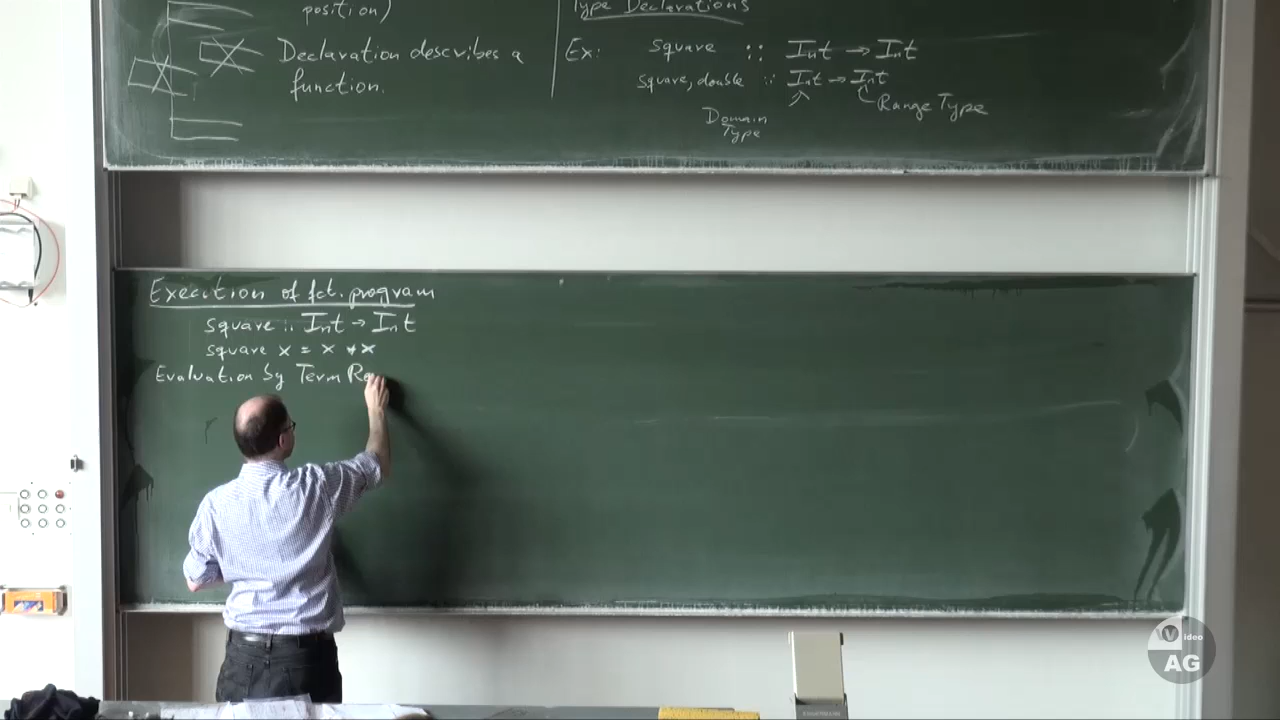 position)
Declaration describes a
function.
Type Declarations
Ex: square :: Int → Int
square, double :: Int → Int
Domain
Type
Range Type
Execution of fct. program
square :: Int → Int
square x = x * x
Evaluation by Term Re
Video
AG